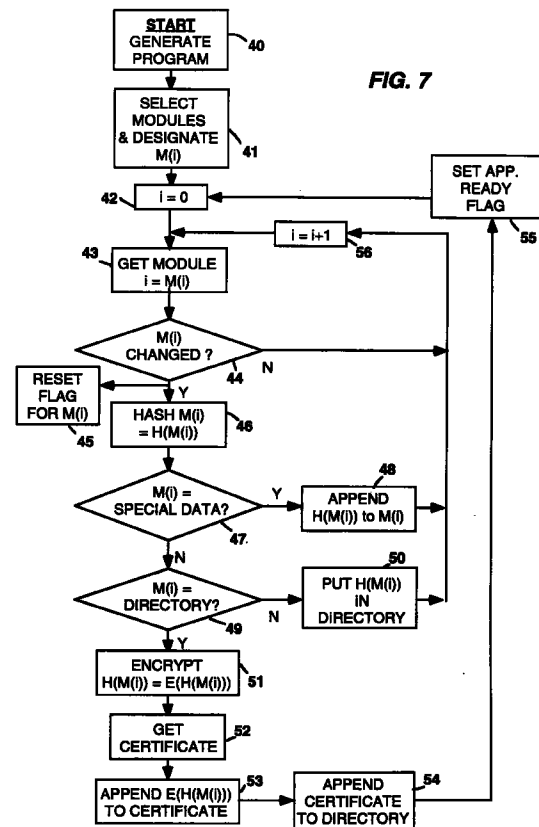 START
GENERATE
PROGRAM
40
FIG. 7
SELECT
MODULES
& DESIGNATE
M(i)
41
SET APP.
READY
FLAG
55
i = 0
42
i = i+1
56
43
GET MODULE
i = M(i)
M(i)
CHANGED ?
44
N
Y
RESET
FLAG
FOR M(i)
45
HASH M(i)
= H(M(i))
46
M(i) =
SPECIAL DATA?
47
Y
48
APPEND
H(M(i)) to M(i)
N
M(i) =
DIRECTORY?
49
N
50
PUT H(M(i))
IN
DIRECTORY
Y
ENCRYPT
H(M(i)) = E(H(M(i)))
51
GET
CERTIFICATE
52
APPEND E(H(M(i)))
TO CERTIFICATE
53
APPEND
CERTIFICATE
TO DIRECTORY
54